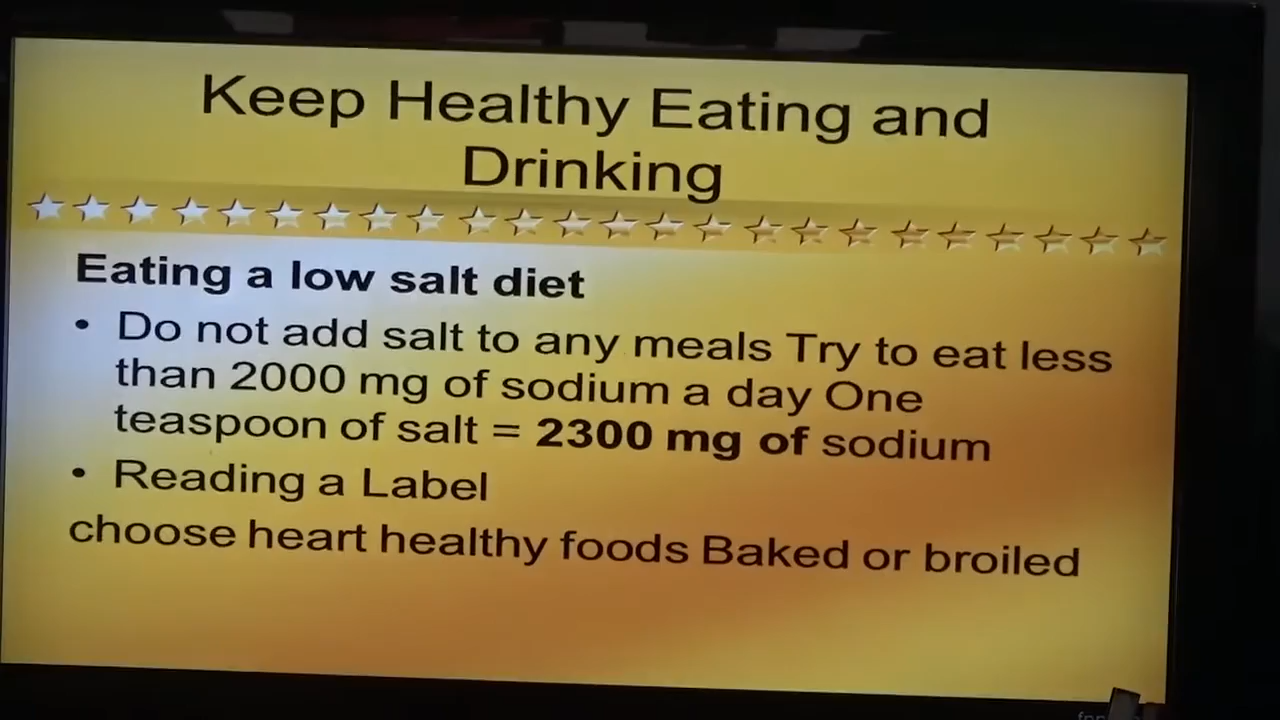 Keep Healthy Eating and
Drinking
Eating a low salt diet
• Do not add salt to any meals Try to eat less
than 2000 mg of sodium a day One
teaspoon of salt = 2300 mg of sodium
• Reading a Label
choose heart healthy foods Baked or broiled